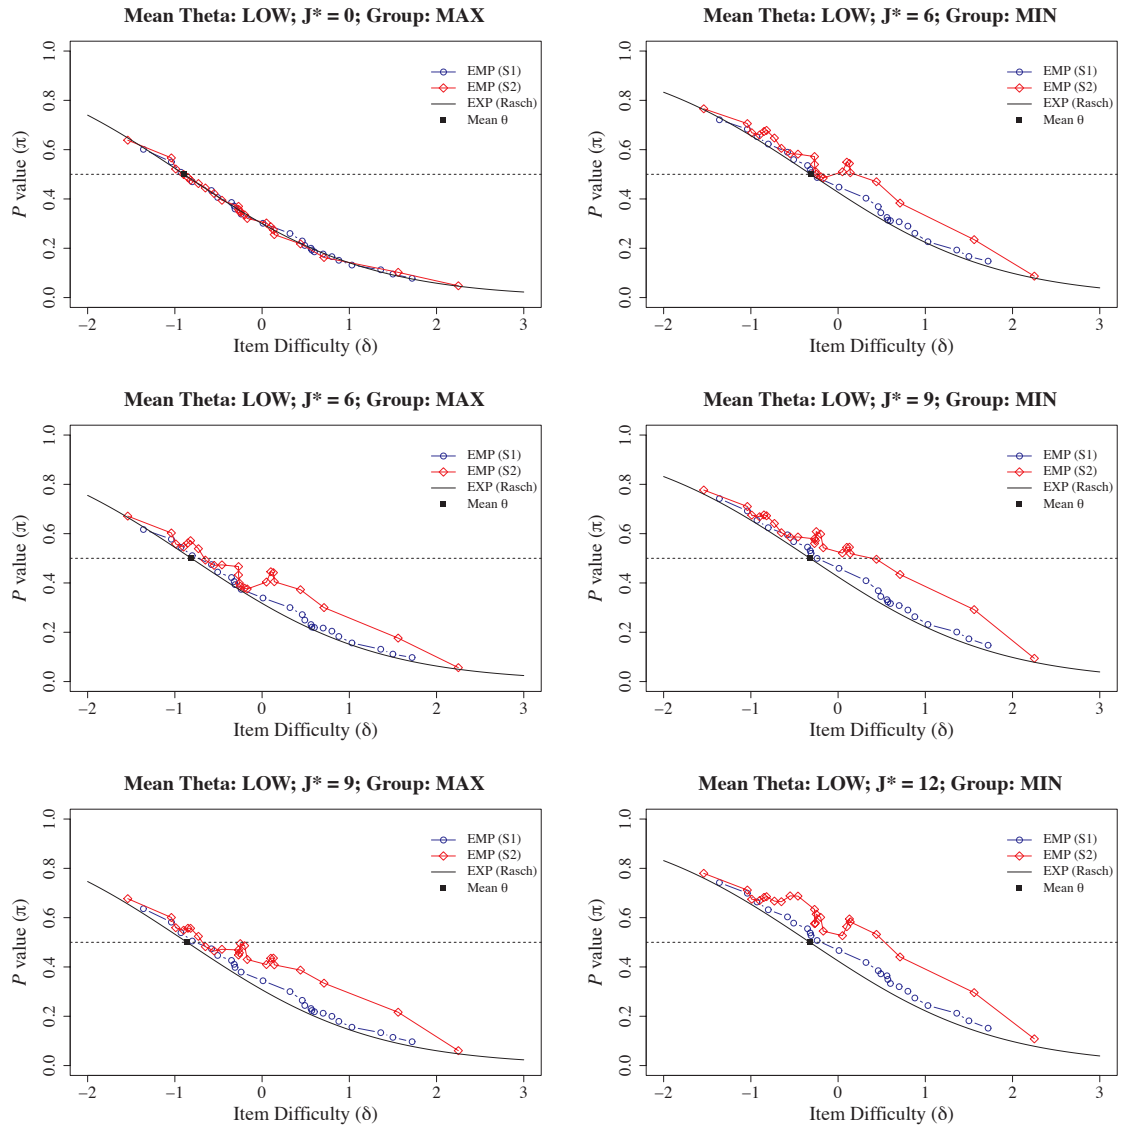 Mean Theta: LOW; J* = 0; Group: MAX
P value (π)
1.0
0.8
0.6
0.4
0.2
0.0
EMP (S1)
EMP (S2)
EXP (Rasch)
Mean θ
−2 −1 0 1 2 3
Item Difficulty (δ)
Mean Theta: LOW; J* = 6; Group: MIN
P value (π)
1.0
0.8
0.6
0.4
0.2
0.0
EMP (S1)
EMP (S2)
EXP (Rasch)
Mean θ
−2 −1 0 1 2 3
Item Difficulty (δ)
Mean Theta: LOW; J* = 6; Group: MAX
P value (π)
1.0
0.8
0.6
0.4
0.2
0.0
EMP (S1)
EMP (S2)
EXP (Rasch)
Mean θ
−2 −1 0 1 2 3
Item Difficulty (δ)
Mean Theta: LOW; J* = 9; Group: MIN
P value (π)
1.0
0.8
0.6
0.4
0.2
0.0
EMP (S1)
EMP (S2)
EXP (Rasch)
Mean θ
−2 −1 0 1 2 3
Item Difficulty (δ)
Mean Theta: LOW; J* = 9; Group: MAX
P value (π)
1.0
0.8
0.6
0.4
0.2
0.0
EMP (S1)
EMP (S2)
EXP (Rasch)
Mean θ
−2 −1 0 1 2 3
Item Difficulty (δ)
Mean Theta: LOW; J* = 12; Group: MIN
P value (π)
1.0
0.8
0.6
0.4
0.2
0.0
EMP (S1)
EMP (S2)
EXP (Rasch)
Mean θ
−2 −1 0 1 2 3
Item Difficulty (δ)